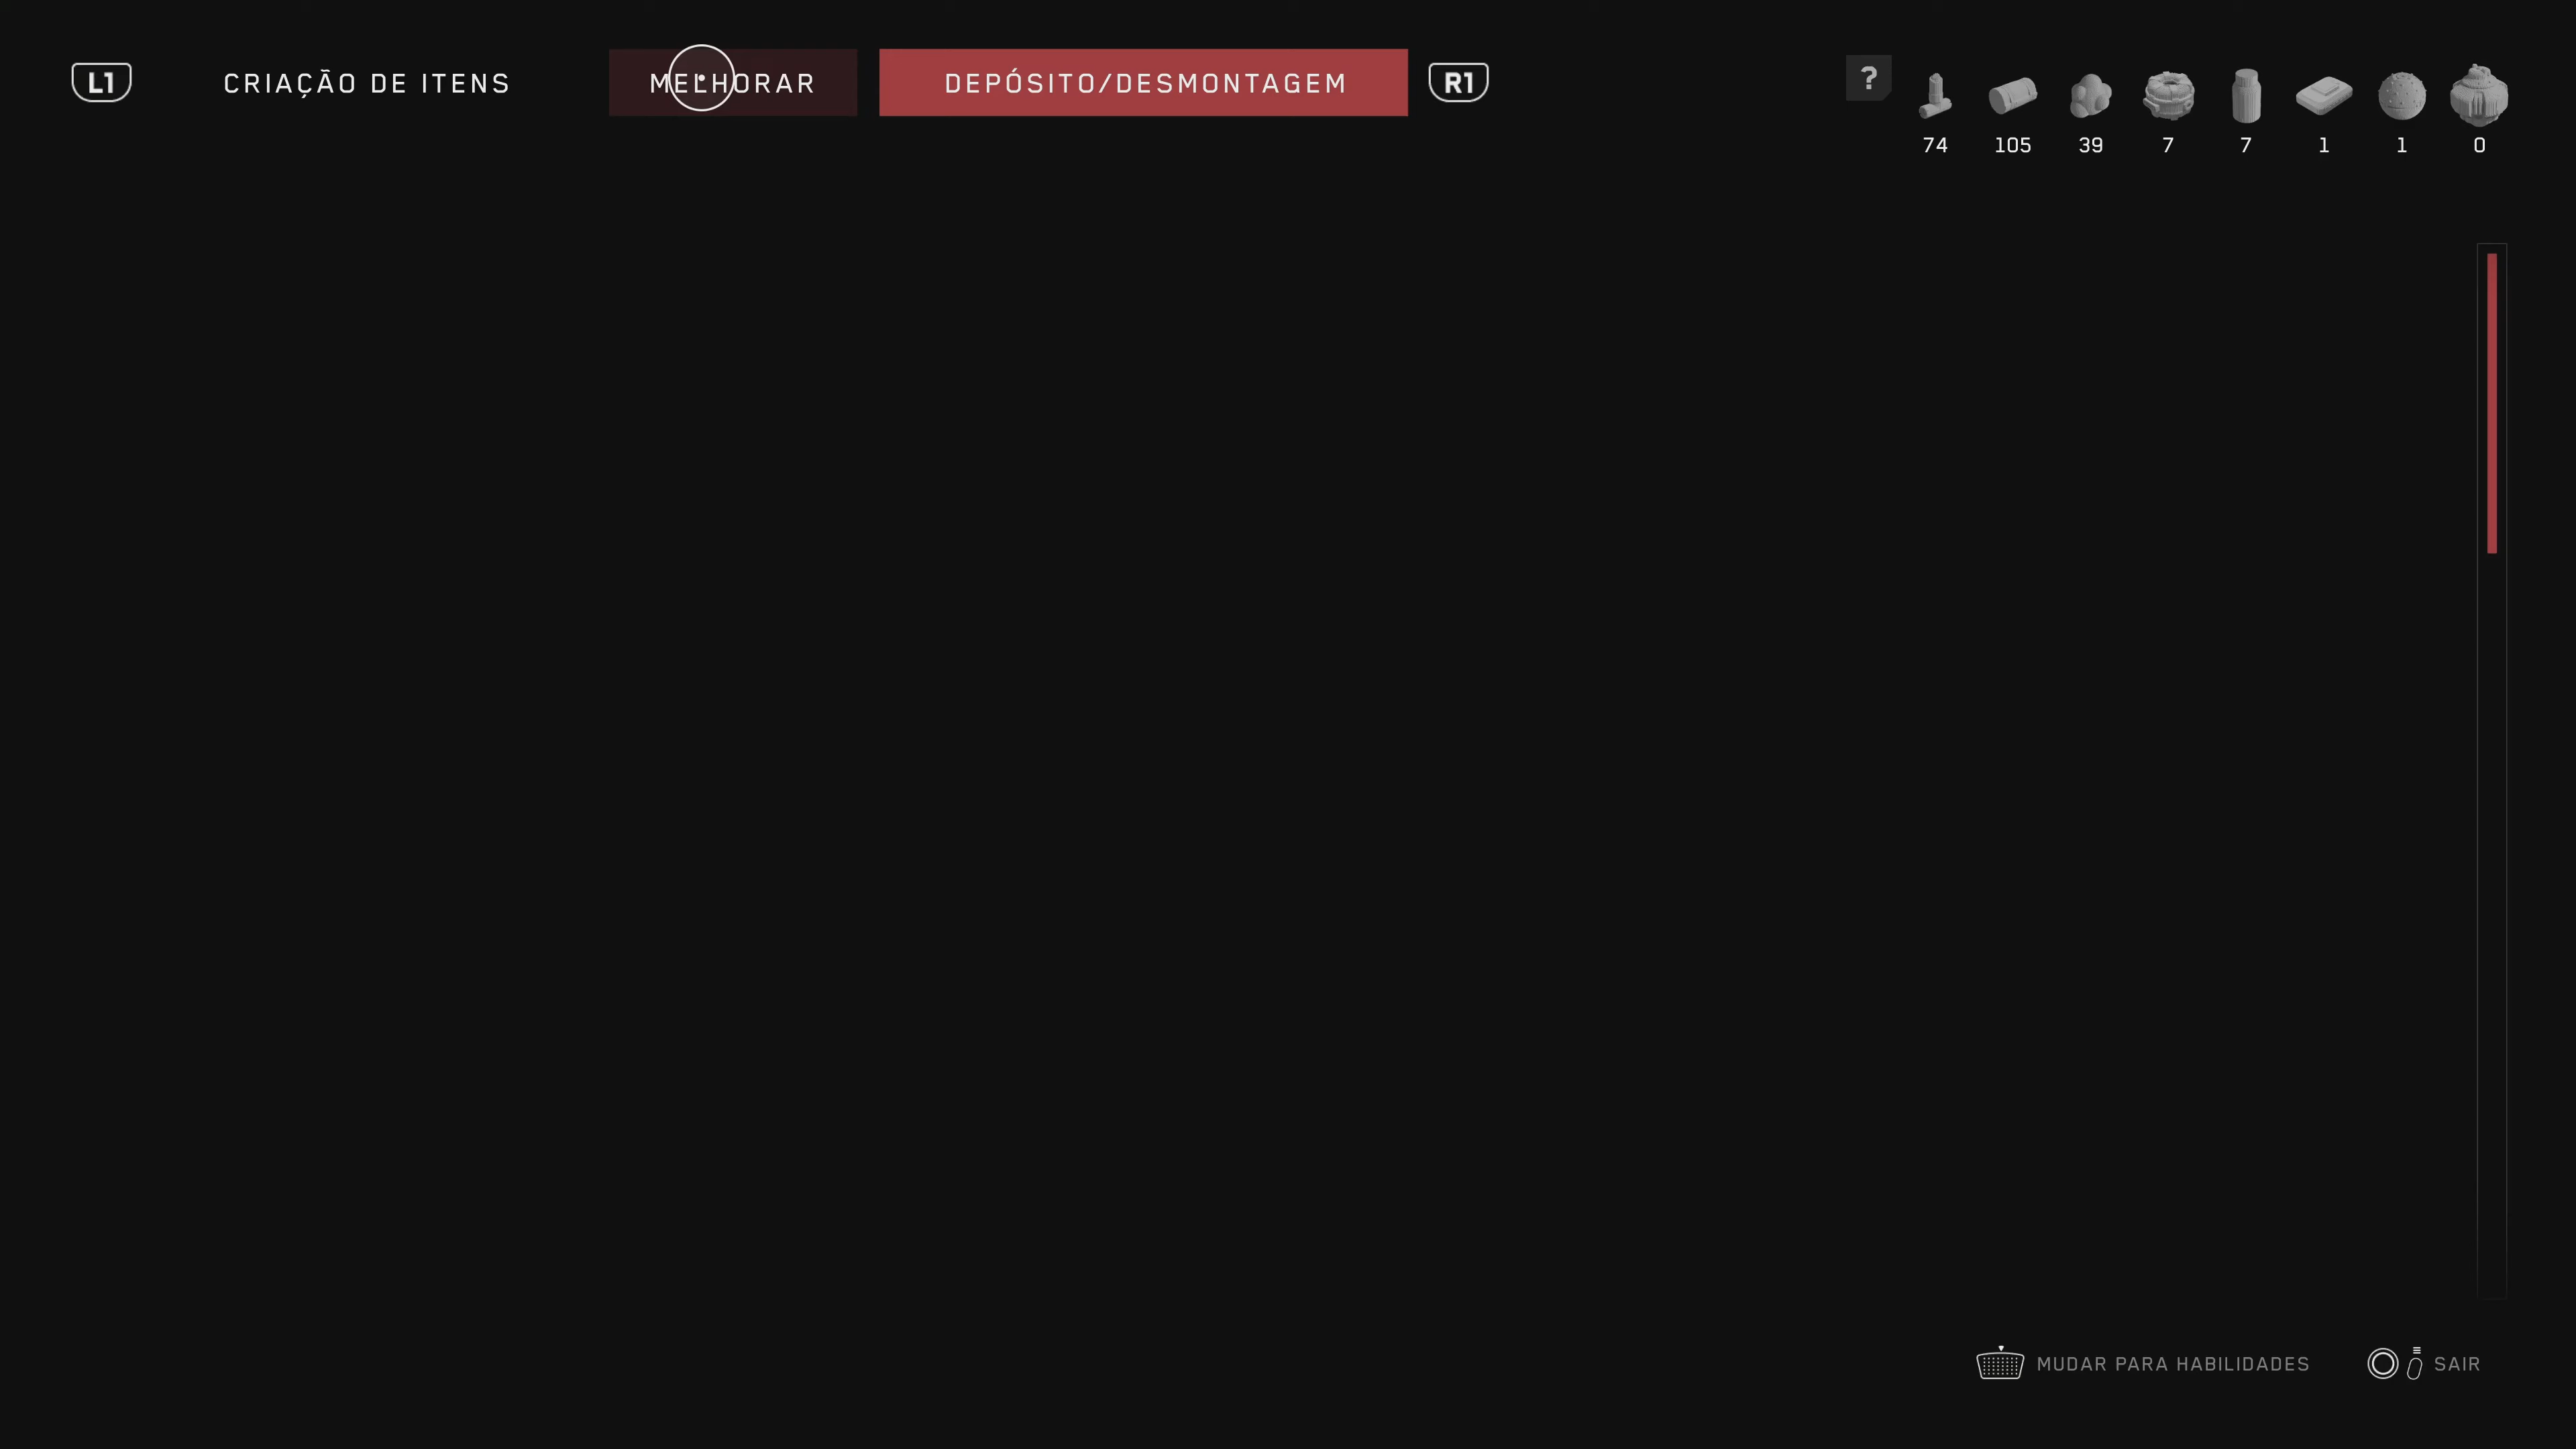 L1 CRIAÇÃO DE ITENS MELHORAR DEPÓSITO/DESMONTAGEM R1 ?
74 105 39 7 7 1 1 0
MUDAR PARA HABILIDADES SAIR